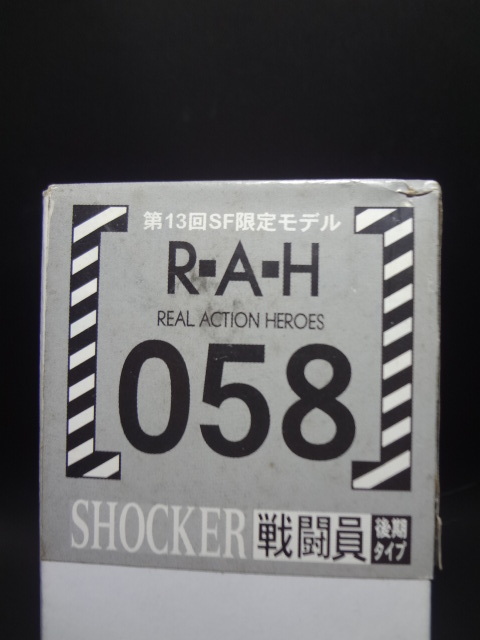 第13回SF限定モデル
R■A■H
REAL ACTION HEROES
058
SHOCKER 戦闘員 後期
タイプ